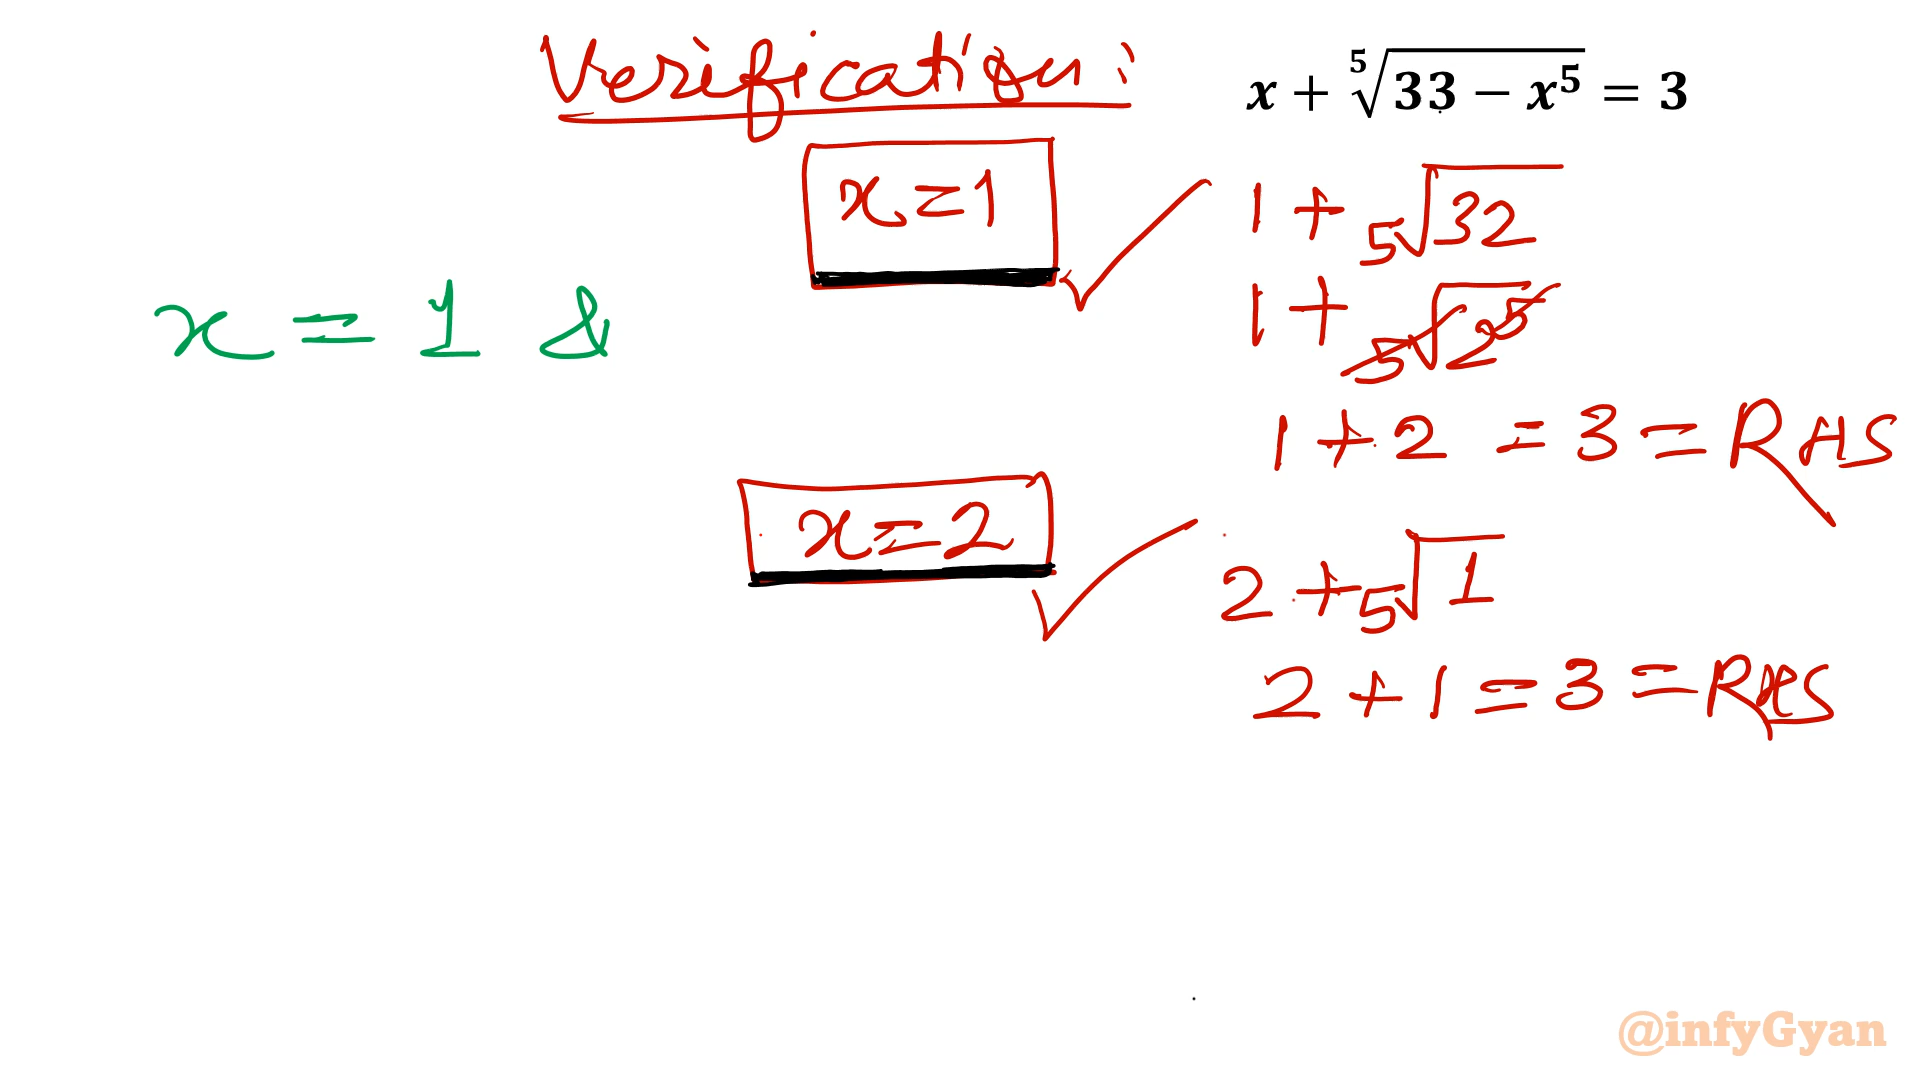 Verification:
x + ⁵√33 − x⁵ = 3
x = 1
1 + 5√32
x = 1 &
1 + 5√2⁵
1 + 2 = 3 = RHS
x = 2
2 + 5√1
2 + 1 = 3 = RHS
@infyGyan